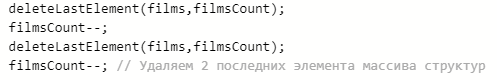 deleteLastElement(films,filmsCount);
filmsCount--;
deleteLastElement(films,filmsCount);
filmsCount--; // Удаляем 2 последних элемента массива структур